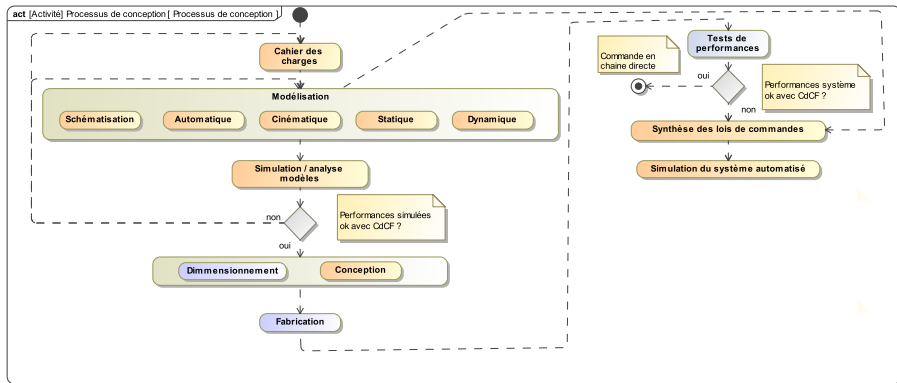 act [Activité] Processus de conception [ Processus de conception ]
Cahier des
charges
Modélisation
Schématisation
Automatique
Cinématique
Statique
Dynamique
Simulation / analyse
modèles
non
Performances simulées
ok avec CdCF ?
oui
Dimmensionnement
Conception
Fabrication
Tests de
performances
Commande en
chaine directe
oui
Performances système
ok avec CdCF ?
non
Synthèse des lois de commandes
Simulation du système automatisé